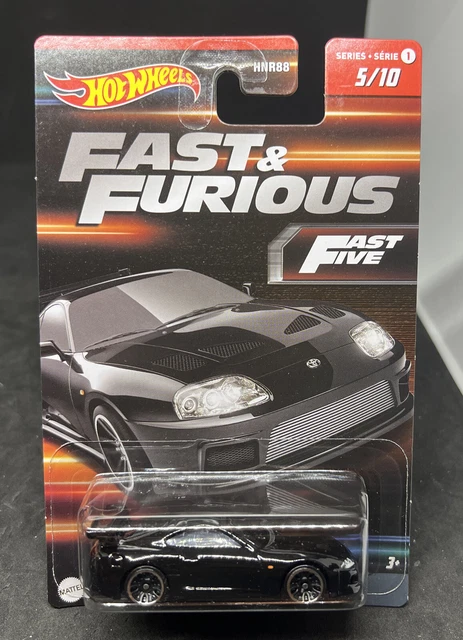 HOT WHEELS
HNR88
SERIES • SÉRIE 1
5/10
FAST &
FURIOUS
FAST
FIVE
MATTEL
3+